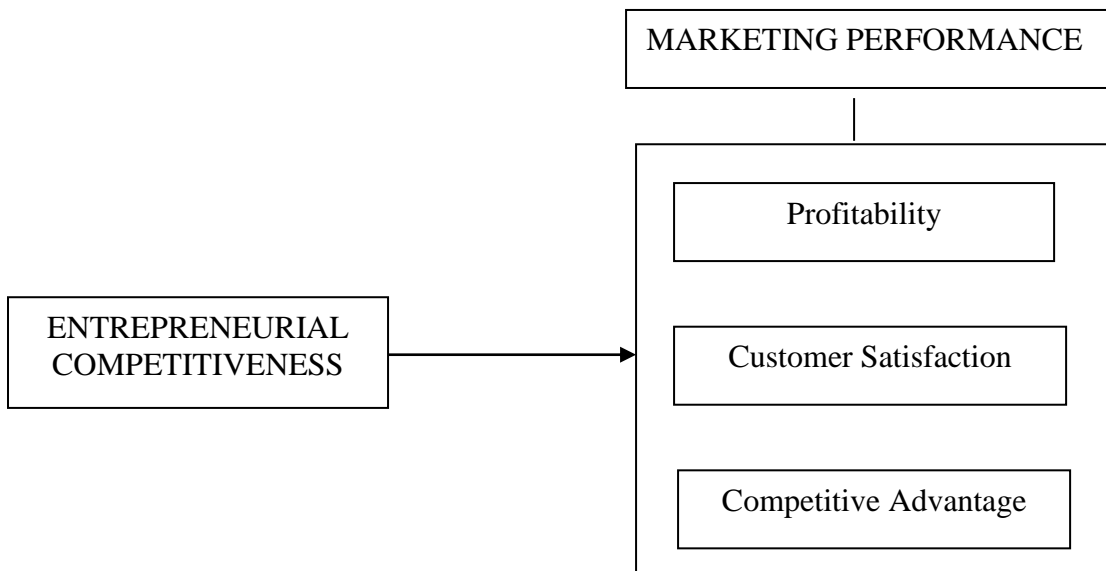 MARKETING PERFORMANCE
Profitability
ENTREPRENEURIAL
COMPETITIVENESS
Customer Satisfaction
Competitive Advantage